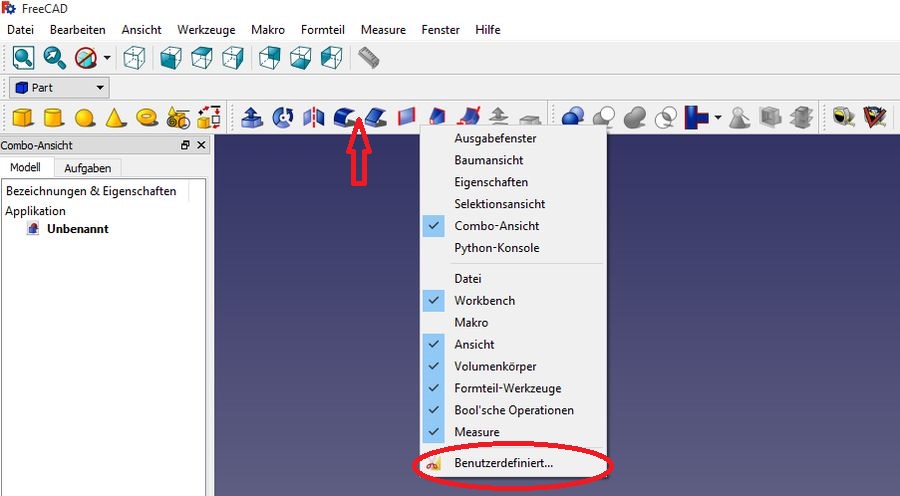 FreeCAD
Datei Bearbeiten Ansicht Werkzeuge Makro Formteil Measure Fenster Hilfe
Part
Combo-Ansicht
Modell Aufgaben
Bezeichnungen & Eigenschaften
Applikation
Unbenannt
Ausgabefenster
Baumansicht
Eigenschaften
Selektionsansicht
Combo-Ansicht
Python-Konsole
Datei
Workbench
Makro
Ansicht
Volumenkörper
Formteil-Werkzeuge
Bool'sche Operationen
Measure
Benutzerdefiniert...